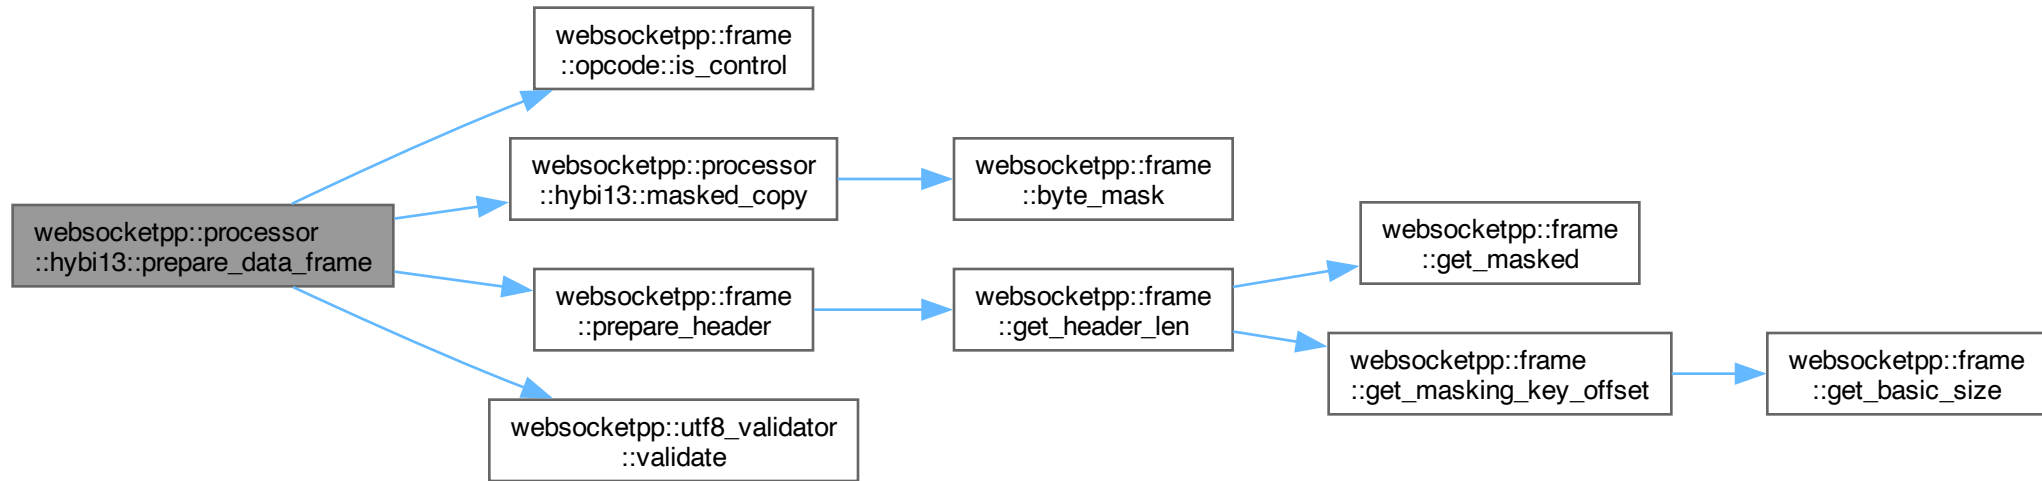 websocketpp::frame
::opcode::is_control
websocketpp::processor
::hybi13::masked_copy
websocketpp::frame
::byte_mask
websocketpp::processor
::hybi13::prepare_data_frame
websocketpp::frame
::get_masked
websocketpp::frame
::prepare_header
websocketpp::frame
::get_header_len
websocketpp::frame
::get_masking_key_offset
websocketpp::frame
::get_basic_size
websocketpp::utf8_validator
::validate